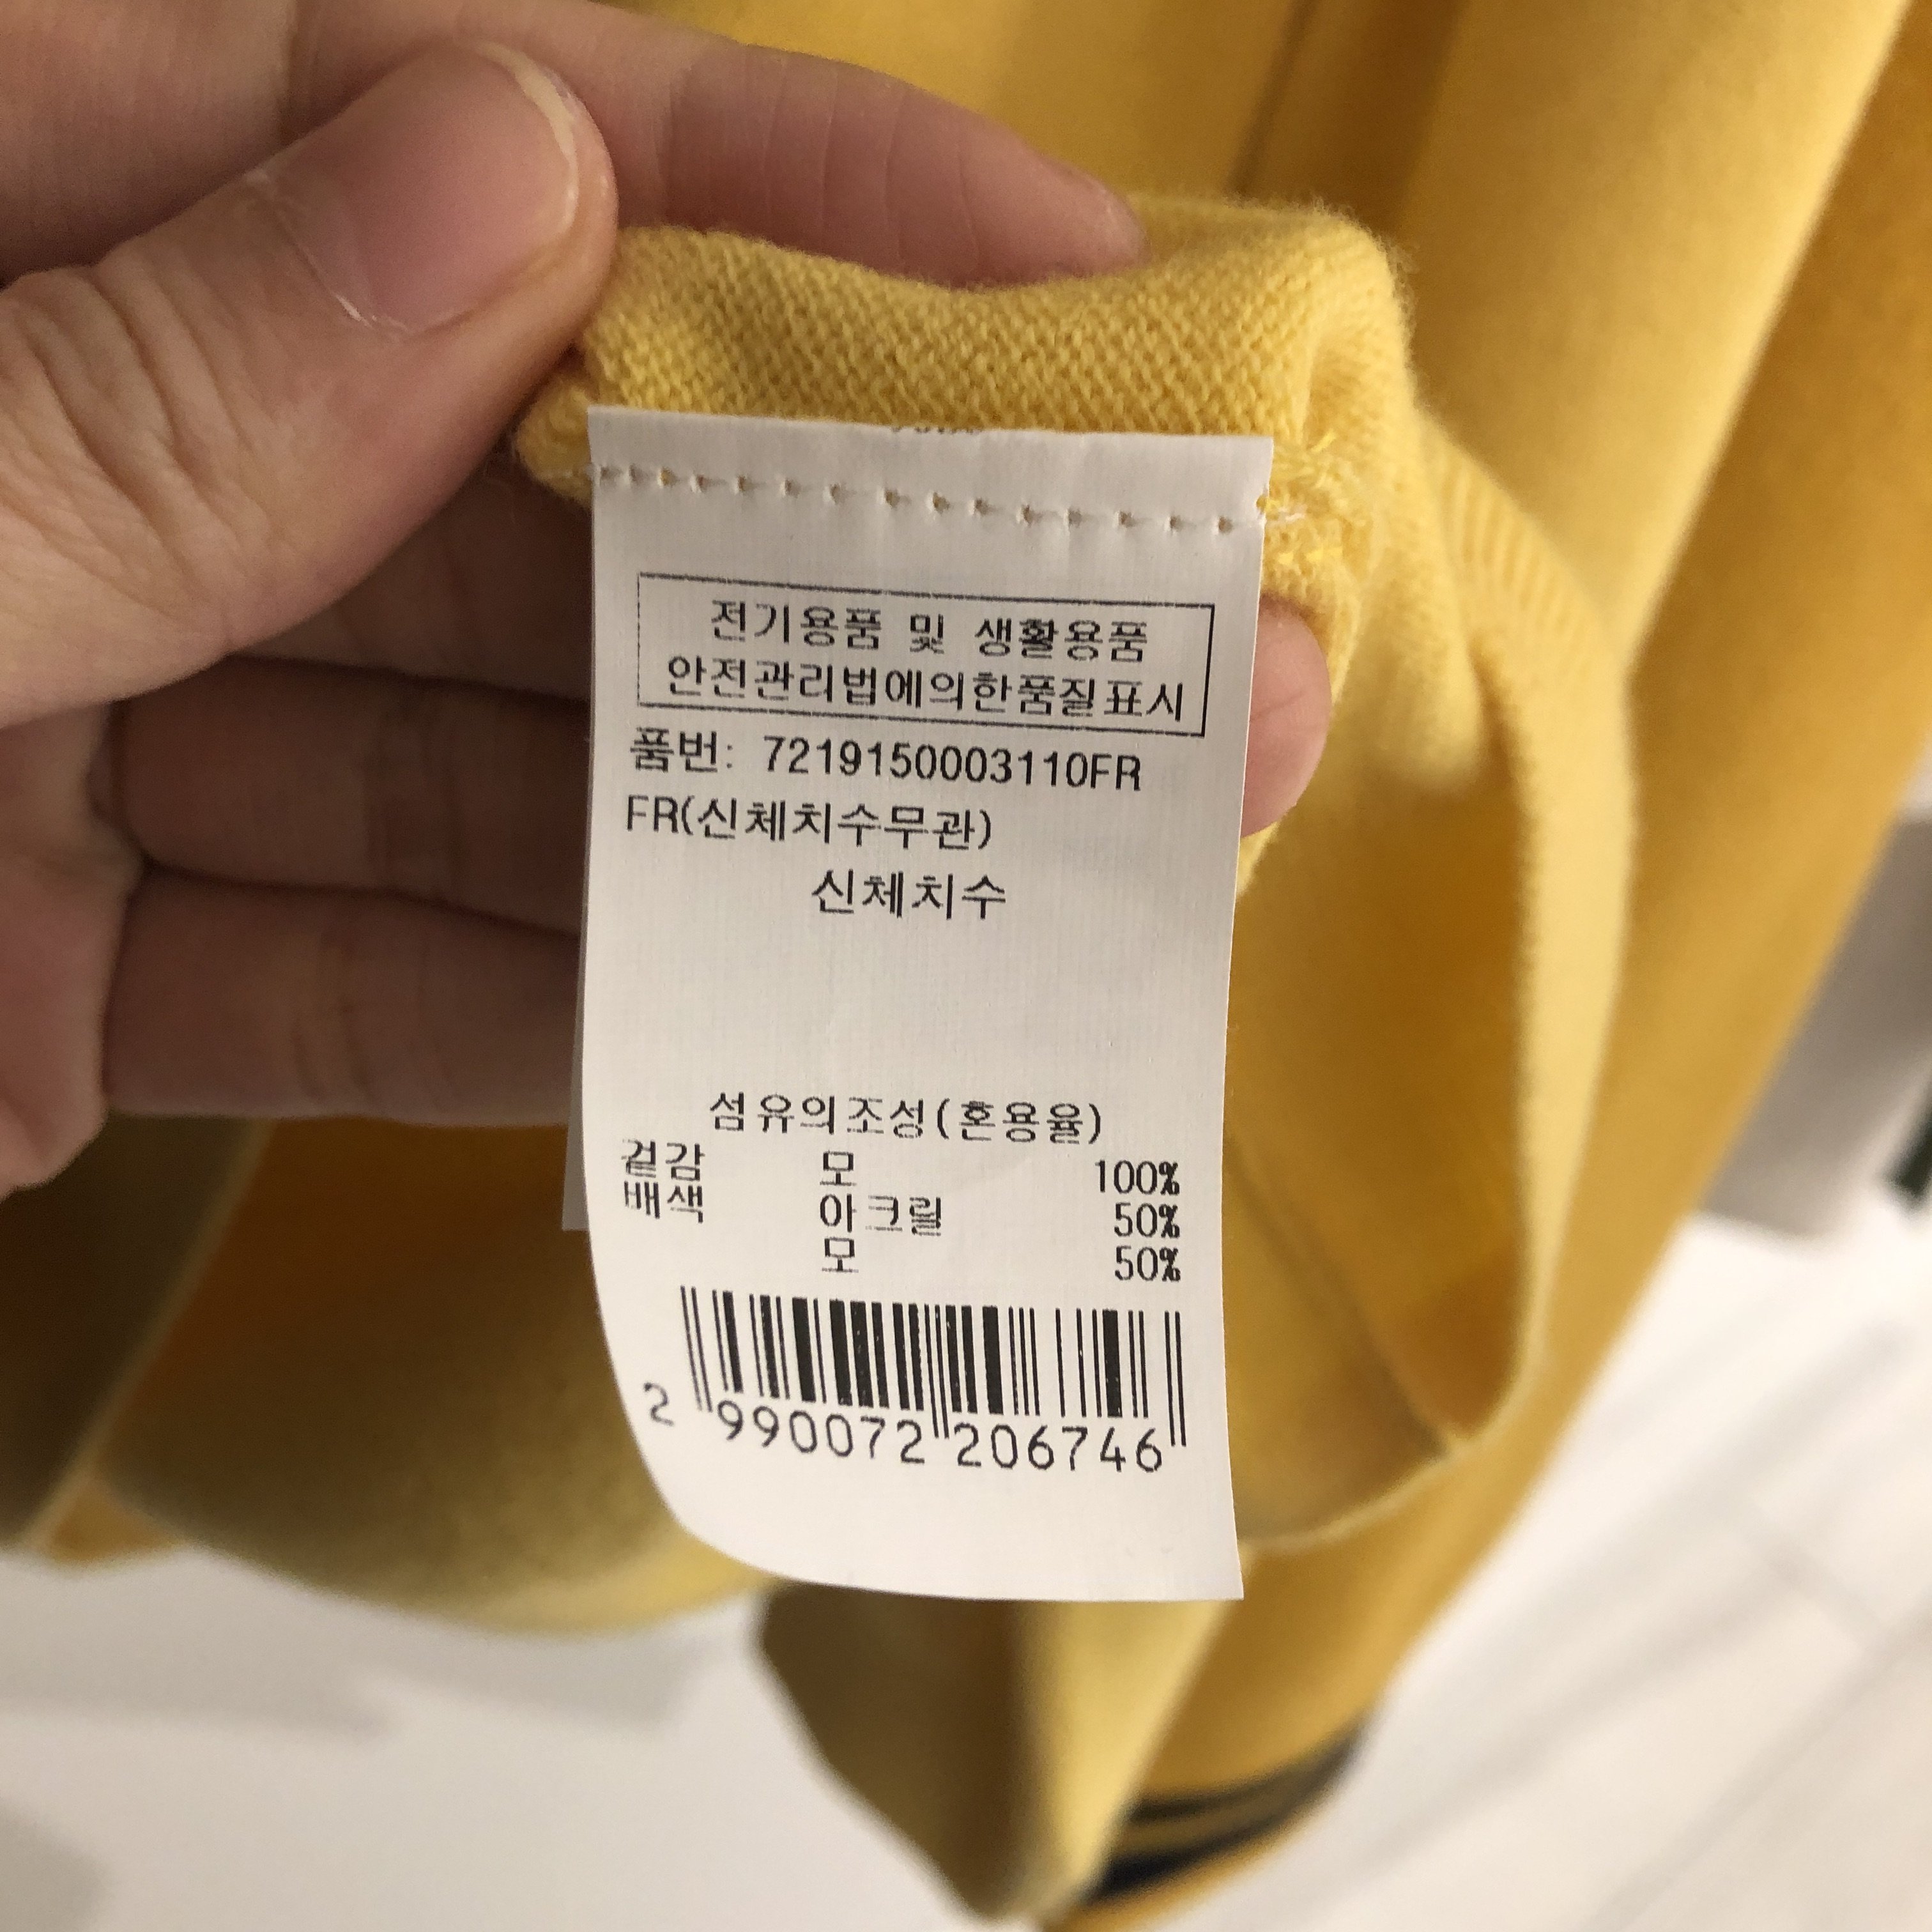 전기용품 및 생활용품
안전관리법에의한품질표시
품번: 7219150003110FR
FR(신체치수무관)
신체치수
섬유의조성(혼용율)
겉감 모 100%
배색 아크릴 50%
모 50%
2 990072 206746